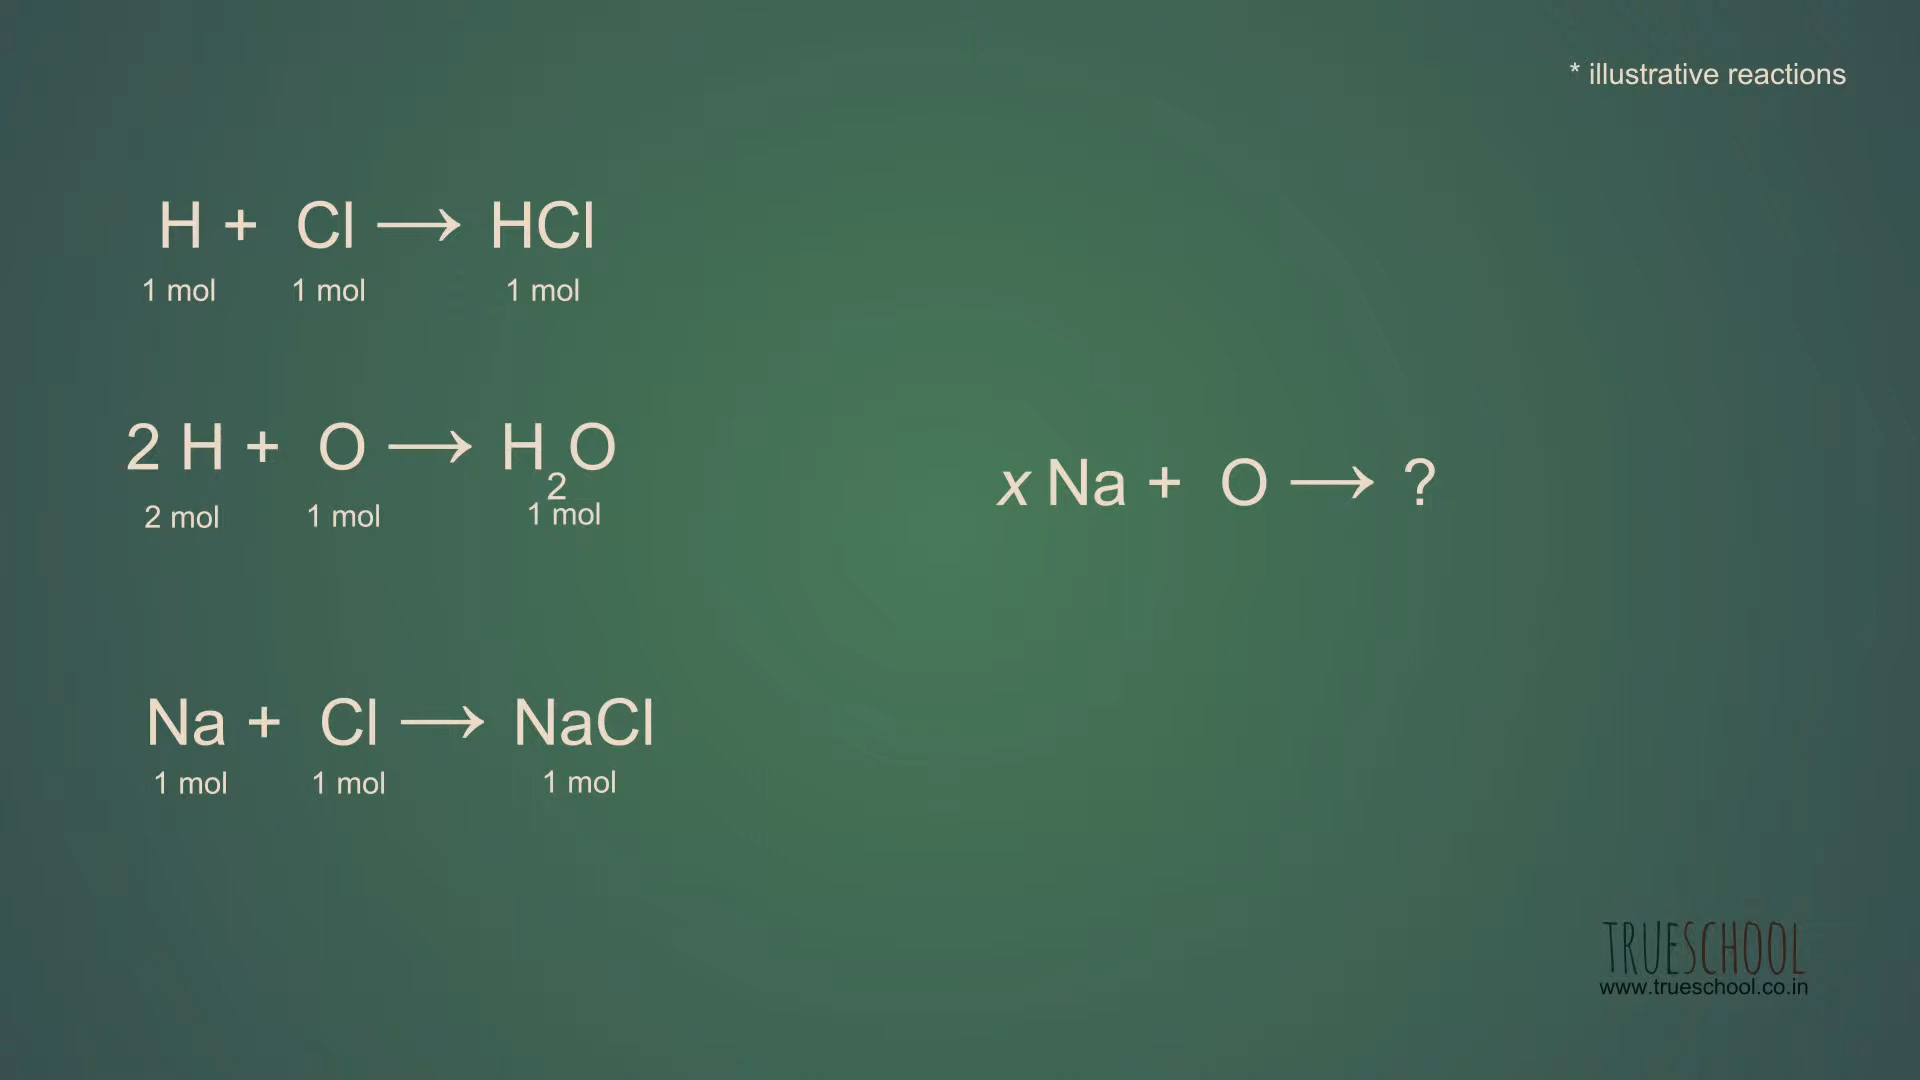 * illustrative reactions
H + Cl ⟶ HCl
1 mol 1 mol 1 mol
2 H + O ⟶ H₂O
2 mol 1 mol 1 mol
x Na + O ⟶ ?
Na + Cl ⟶ NaCl
1 mol 1 mol 1 mol
TRUESCHOOL
www.trueschool.co.in